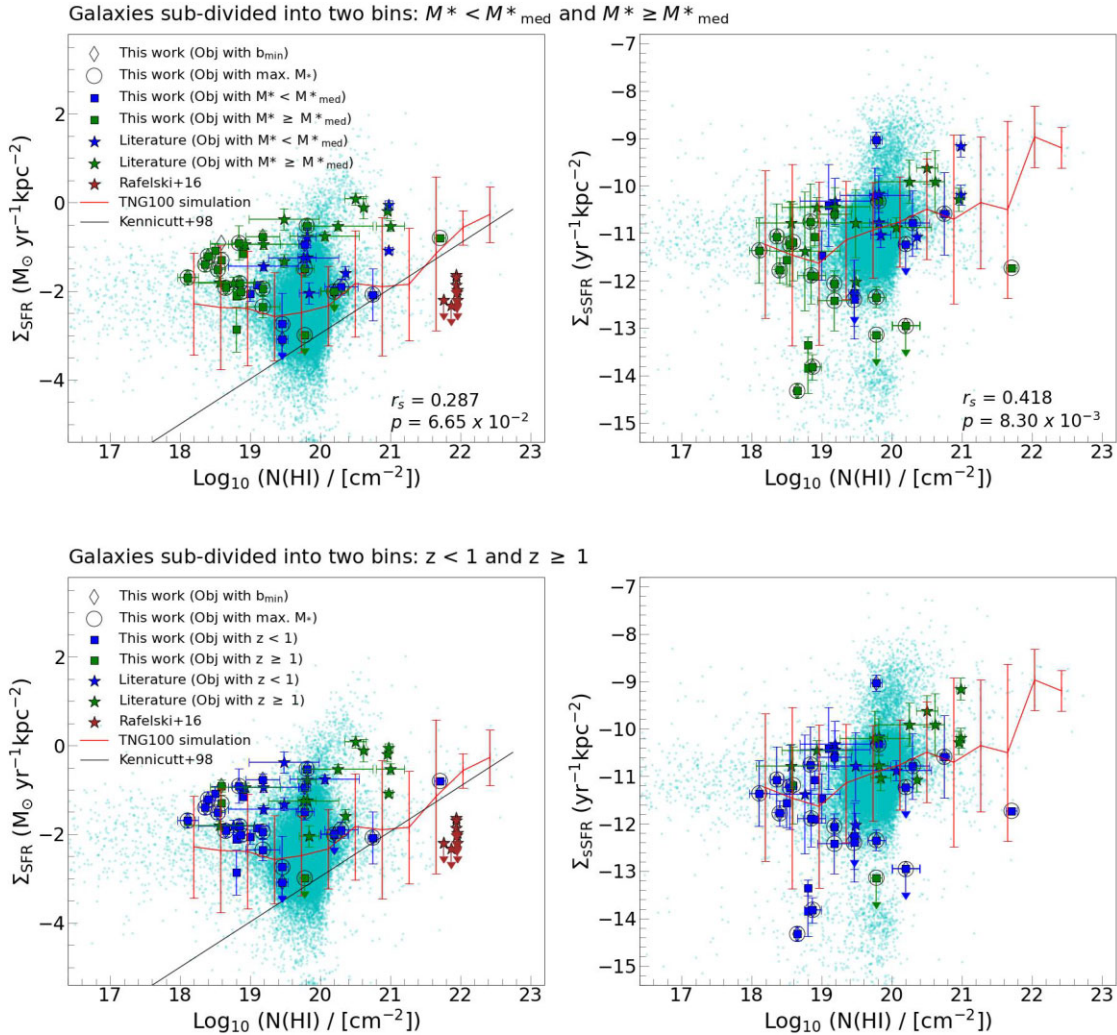 Galaxies sub-divided into two bins: M* < M*med and M* ≥ M*med
This work (Obj with bmin)
This work (Obj with max. M*)
This work (Obj with M* < M*med)
This work (Obj with M* ≥ M*med)
Literature (Obj with M* < M*med)
Literature (Obj with M* ≥ M*med)
Rafelski+16
TNG100 simulation
Kennicutt+98
2
0
−2
−4
ΣSFR (M⊙ yr−1kpc−2)
rs = 0.287
p = 6.65 x 10−2
17 18 19 20 21 22 23
Log10 (N(HI) / [cm−2])
−7
−8
−9
−10
−11
−12
−13
−14
−15
ΣsSFR (yr−1kpc−2)
rs = 0.418
p = 8.30 x 10−3
17 18 19 20 21 22 23
Log10 (N(HI) / [cm−2])
Galaxies sub-divided into two bins: z < 1 and z ≥ 1
This work (Obj with bmin)
This work (Obj with max. M*)
This work (Obj with z < 1)
This work (Obj with z ≥ 1)
Literature (Obj with z < 1)
Literature (Obj with z ≥ 1)
Rafelski+16
TNG100 simulation
Kennicutt+98
2
0
−2
−4
ΣSFR (M⊙ yr−1kpc−2)
17 18 19 20 21 22 23
Log10 (N(HI) / [cm−2])
−7
−8
−9
−10
−11
−12
−13
−14
−15
ΣsSFR (yr−1kpc−2)
17 18 19 20 21 22 23
Log10 (N(HI) / [cm−2])